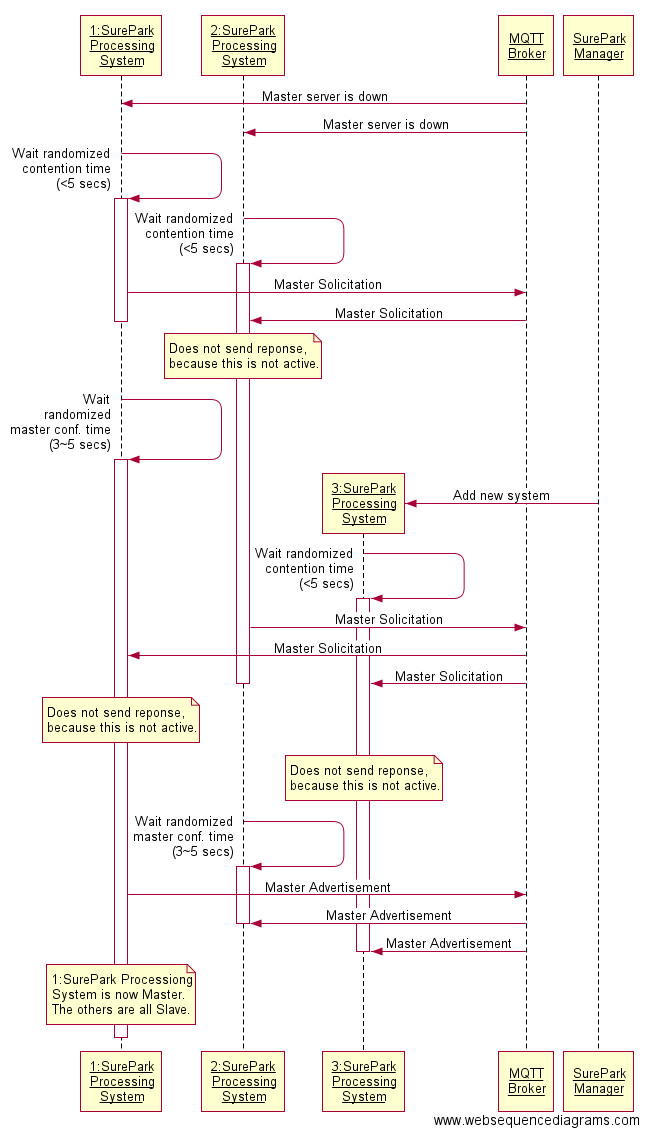 1:SurePark
Processing
System
2:SurePark
Processing
System
MQTT
Broker
SurePark
Manager
Master server is down
Master server is down
Wait randomized
contention time
(<5 secs)
Wait randomized
contention time
(<5 secs)
Master Solicitation
Master Solicitation
Does not send reponse,
because this is not active.
Wait
randomized
master conf. time
(3~5 secs)
3:SurePark
Processing
System
Add new system
Wait randomized
contention time
(<5 secs)
Master Solicitation
Master Solicitation
Master Solicitation
Does not send reponse,
because this is not active.
Does not send reponse,
because this is not active.
Wait randomized
master conf. time
(3~5 secs)
Master Advertisement
Master Advertisement
Master Advertisement
1:SurePark Processiong
System is now Master.
The others are all Slave.
1:SurePark
Processing
System
2:SurePark
Processing
System
3:SurePark
Processing
System
MQTT
Broker
SurePark
Manager
www.websequencediagrams.com